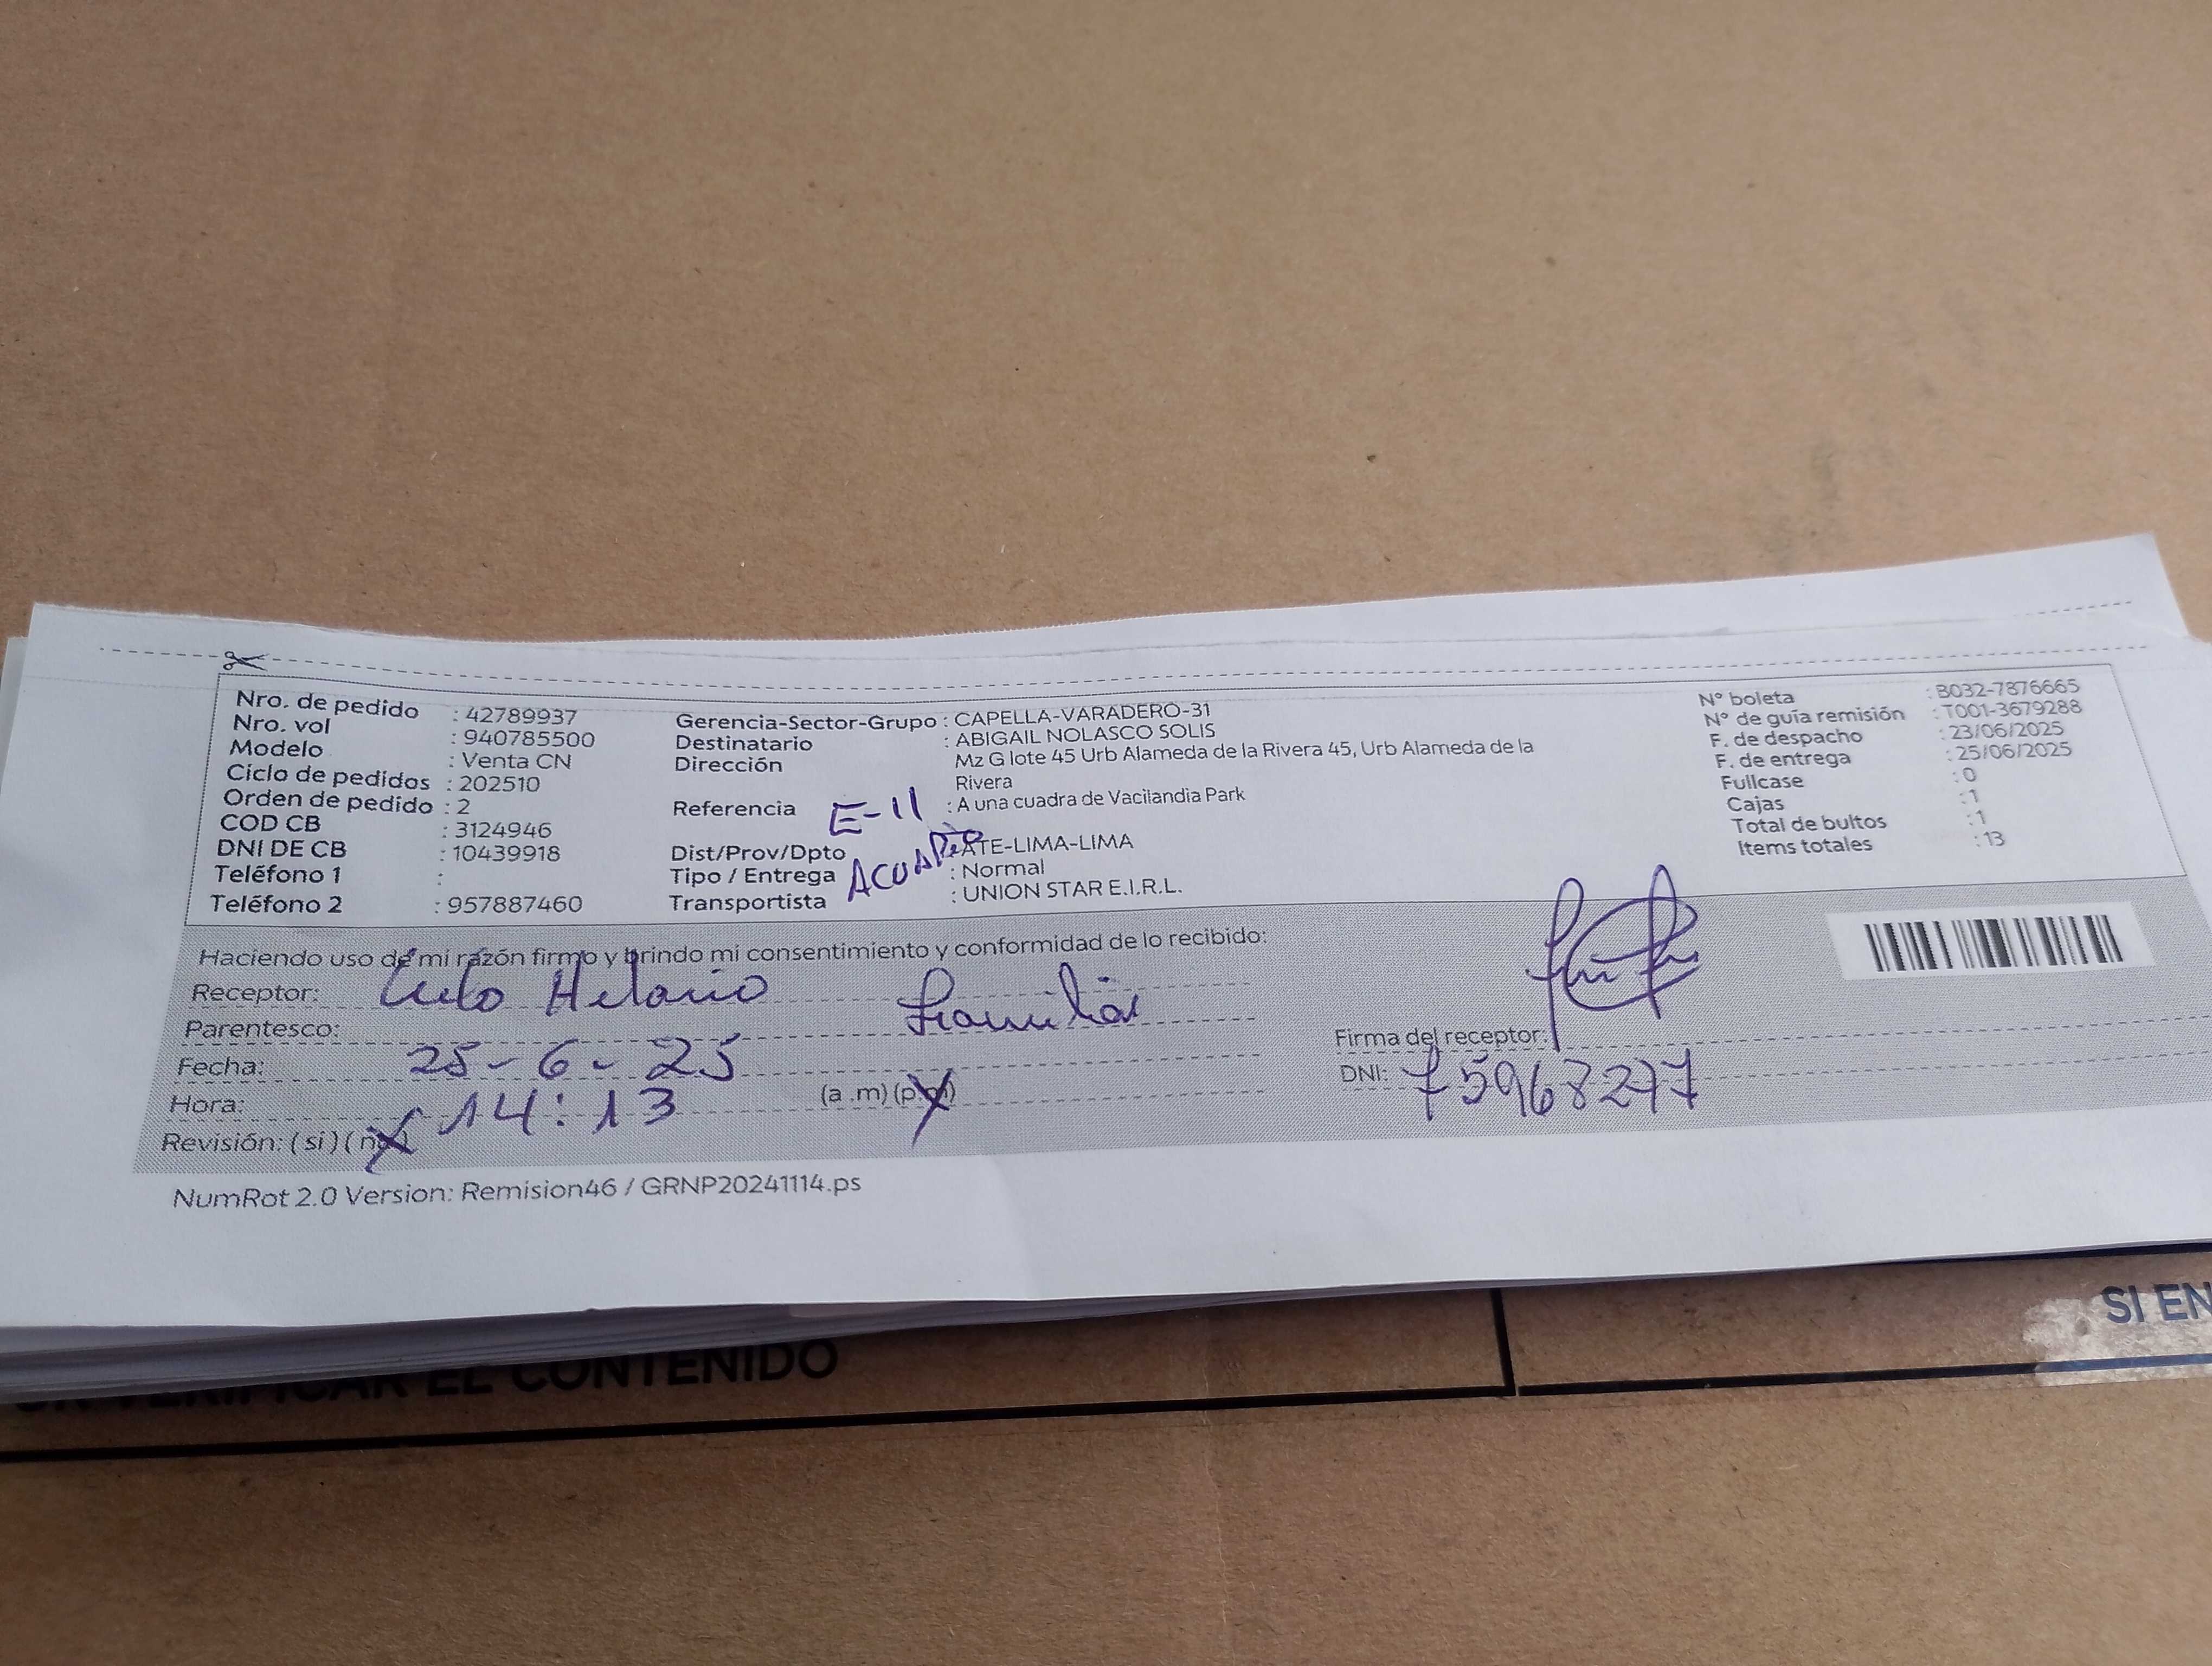 Nro. de pedido : 42789937
Nro. vol : 940785500
Modelo : Venta CN
Ciclo de pedidos : 202510
Orden de pedido : 2
COD CB : 3124946
DNI DE CB : 10439918
Teléfono 1 :
Teléfono 2 : 957887460
Gerencia-Sector-Grupo : CAPELLA-VARADERO-31
Destinatario : ABIGAIL NOLASCO SOLIS
Dirección Mz G lote 45 Urb Alameda de la Rivera 45, Urb Alameda de la
Rivera
Referencia E-11 : A una cuadra de Vacilandia Park
Dist/Prov/Dpto ATE-LIMA-LIMA
Tipo / Entrega : Normal
Transportista : UNION STAR E.I.R.L.
N° boleta : B032-7876665
N° de guía remisión : T001-3679288
F. de despacho : 23/06/2025
F. de entrega : 25/06/2025
Fullcase : 0
Cajas : 1
Total de bultos : 1
Items totales : 13
Haciendo uso de mi razón firmo y brindo mi consentimiento y conformidad de lo recibido:
Receptor:
Parentesco: Familiar
Fecha: 25-6-25
Hora: 14:13 (a .m) (p.m)
Revisión: ( si ) ( no )
Firma del receptor:
DNI: 75968277
NumRot 2.0 Version: Remision46 / GRNP20241114.ps
VERIFICAR EL CONTENIDO
SI EN